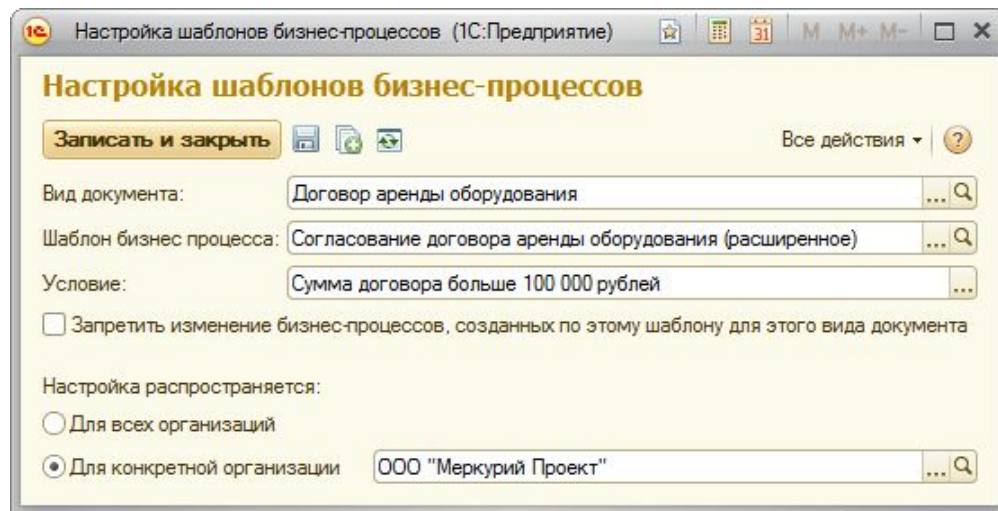 1С Настройка шаблонов бизнес-процессов (1С:Предприятие) 31 M M+ M-
Настройка шаблонов бизнес-процессов
Записать и закрыть Все действия ?
Вид документа: Договор аренды оборудования ...
Шаблон бизнес процесса: Согласование договора аренды оборудования (расширенное) ...
Условие: Сумма договора больше 100 000 рублей ...
Запретить изменение бизнес-процессов, созданных по этому шаблону для этого вида документа
Настройка распространяется:
Для всех организаций
Для конкретной организации ООО "Меркурий Проект" ...